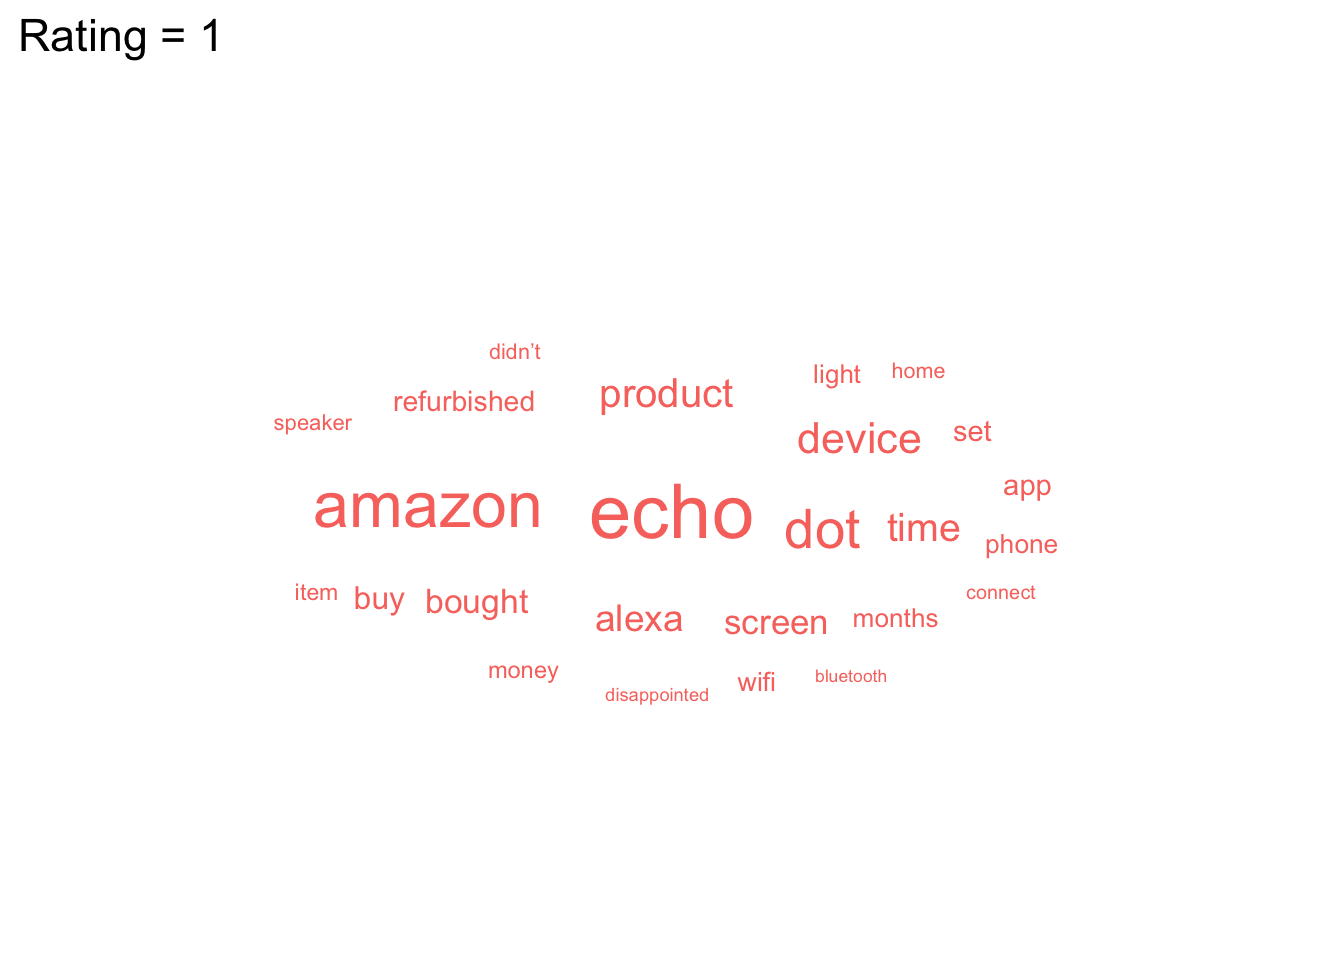 Rating = 1
didn’t
light
home
refurbished
product
speaker
device
set
amazon
echo
dot
time
app
phone
item
buy
bought
alexa
screen
months
connect
money
disappointed
wifi
bluetooth